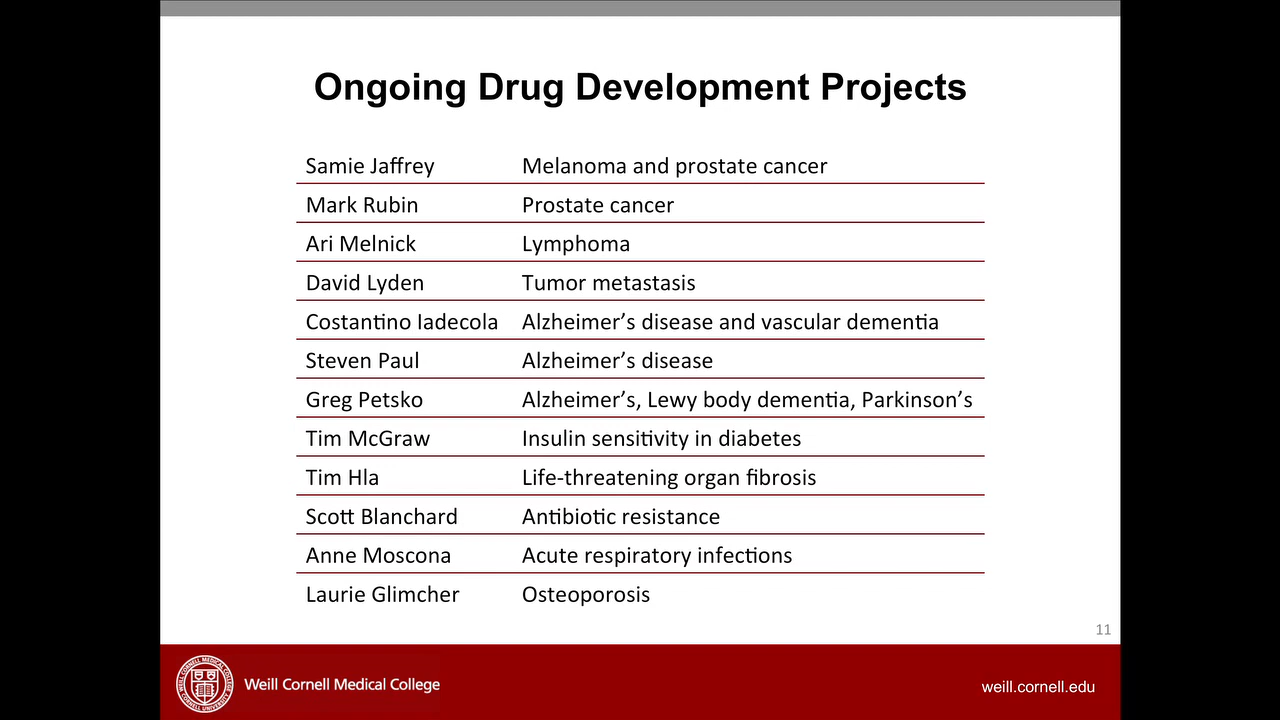 Ongoing Drug Development Projects
Samie Jaffrey Melanoma and prostate cancer
Mark Rubin Prostate cancer
Ari Melnick Lymphoma
David Lyden Tumor metastasis
Costantino Iadecola Alzheimer’s disease and vascular dementia
Steven Paul Alzheimer’s disease
Greg Petsko Alzheimer’s, Lewy body dementia, Parkinson’s
Tim McGraw Insulin sensitivity in diabetes
Tim Hla Life-threatening organ fibrosis
Scott Blanchard Antibiotic resistance
Anne Moscona Acute respiratory infections
Laurie Glimcher Osteoporosis
11
Weill Cornell Medical College
weill.cornell.edu